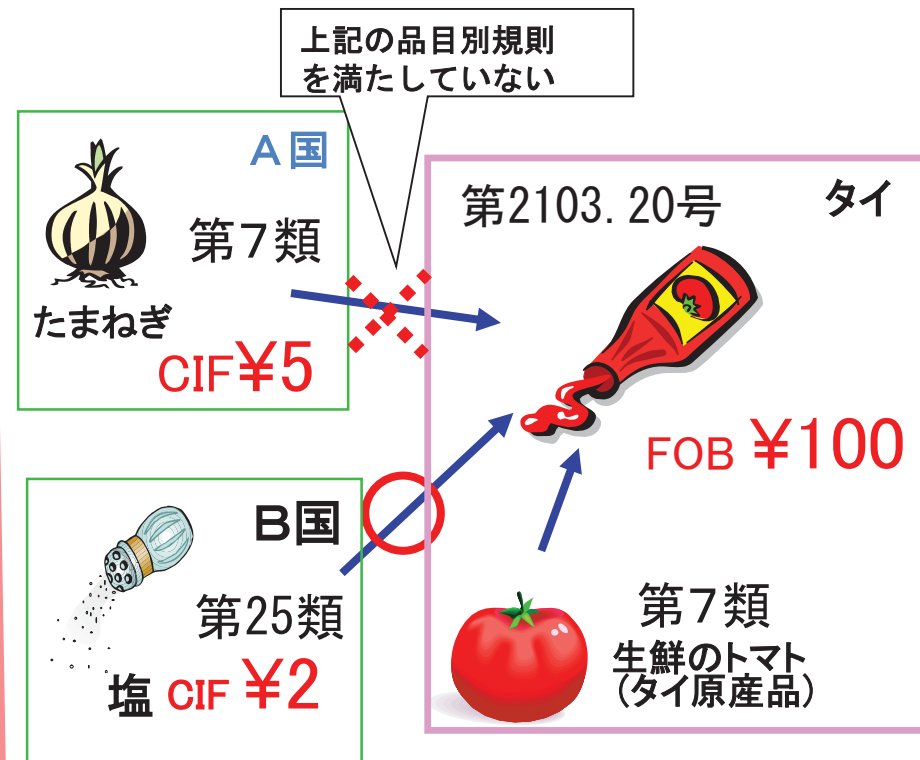 上記の品目別規則
を満たしていない
A国
第7類
たまねぎ
CIF¥5
第2103.20号
タイ
FOB ¥100
B国
第25類
塩 CIF ¥2
第7類
生鮮のトマト
(タイ原産品)